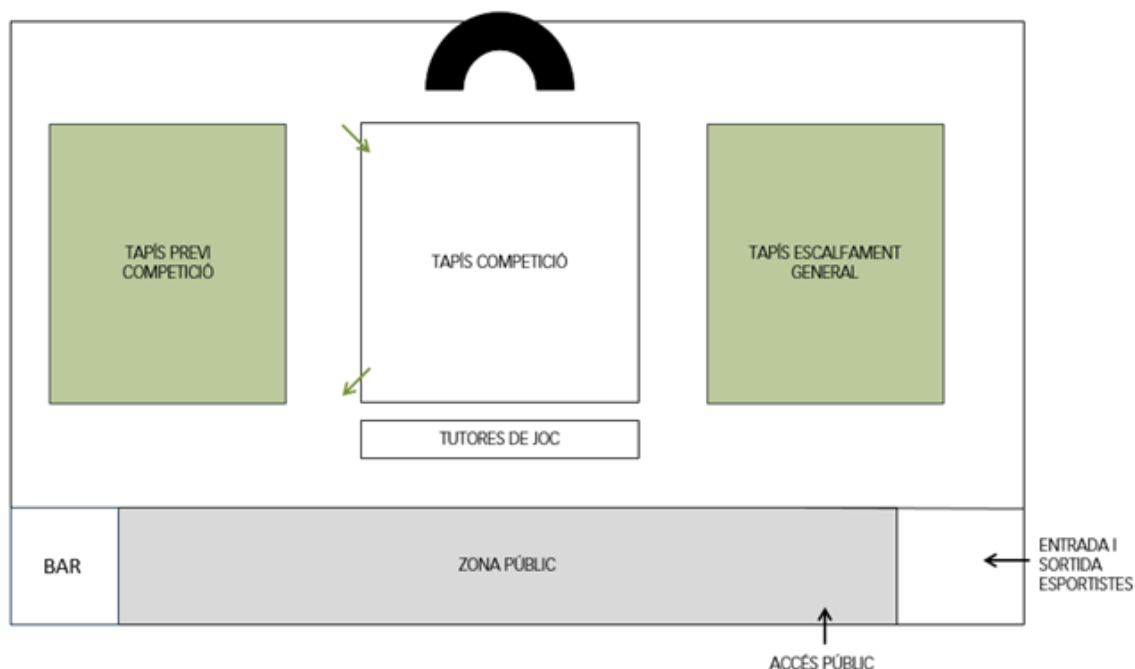 TAPÍS PREVI
COMPETICIÓ
TAPÍS COMPETICIÓ
TAPÍS ESCALFAMENT
GENERAL
TUTORES DE JOC
BAR
ZONA PÚBLIC
ENTRADA I
SORTIDA
ESPORTISTES
ACCÉS PÚBLIC